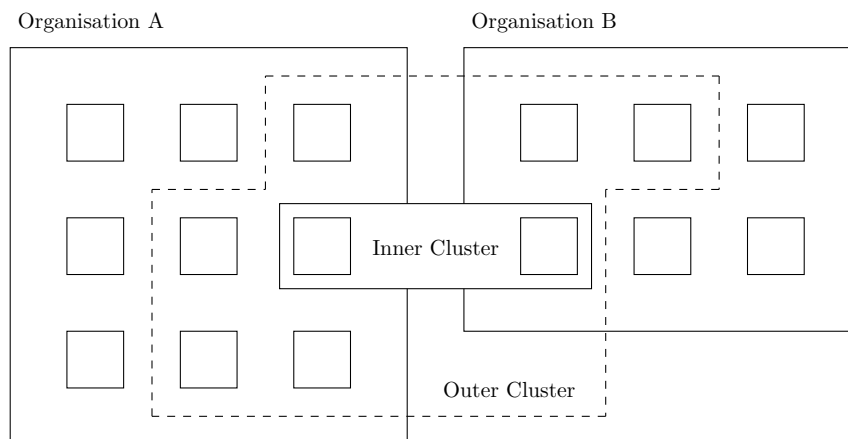 Organisation A
Organisation B
Inner Cluster
Outer Cluster